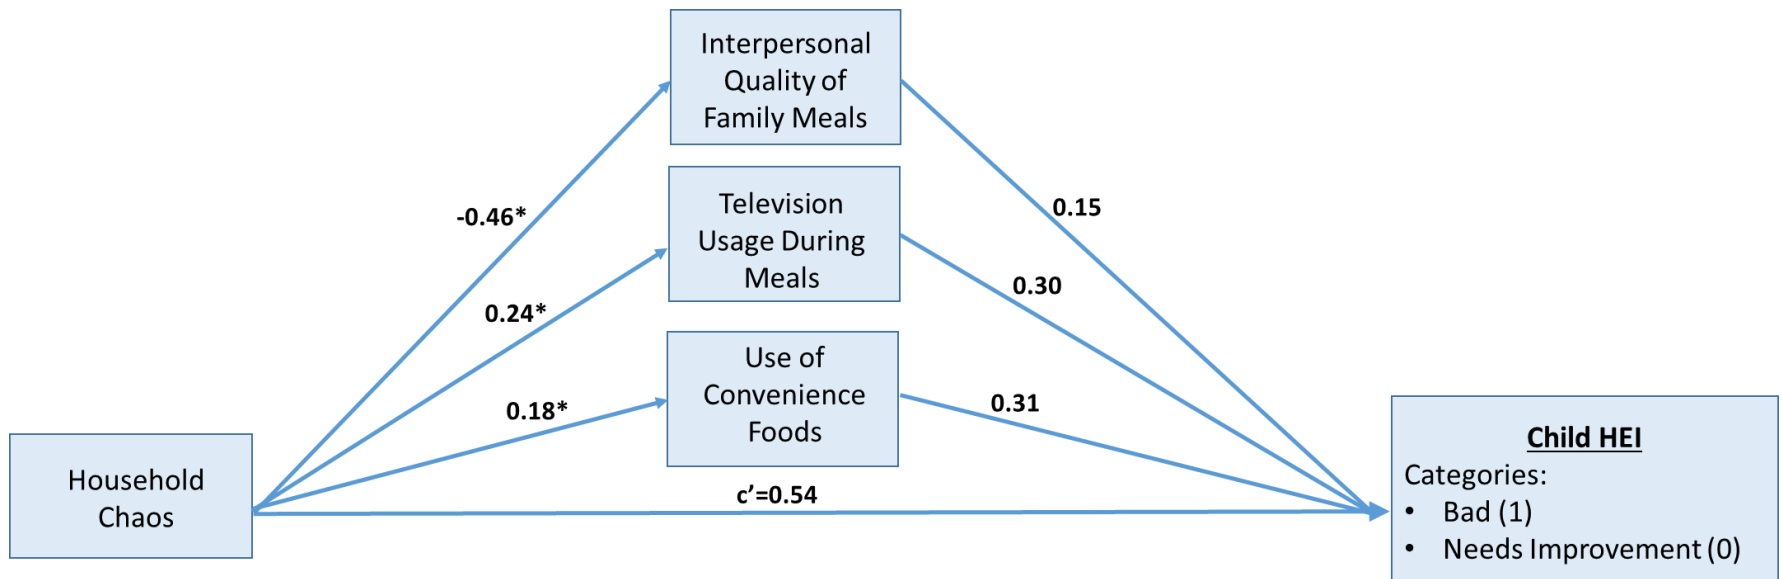 Interpersonal
Quality of
Family Meals
-0.46*
0.15
Television
Usage During
Meals
0.24*
0.30
Use of
Convenience
Foods
0.18*
0.31
Household
Chaos
c’=0.54
Child HEI
Categories:
• Bad (1)
• Needs Improvement (0)